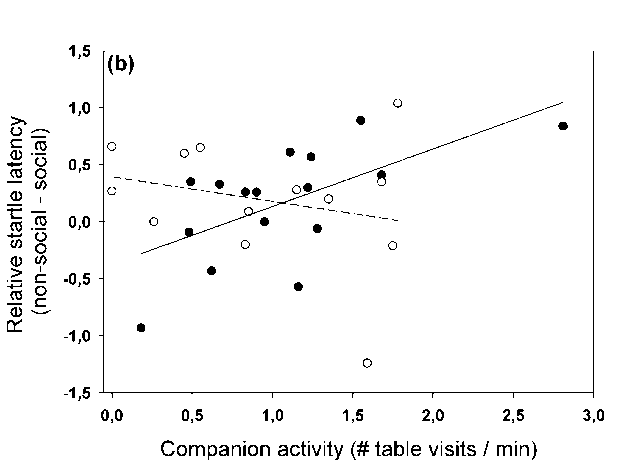 (b)
1,5
1,0
0,5
0,0
-0,5
-1,0
-1,5
Relative startle latency
(non-social - social)
0,0 0,5 1,0 1,5 2,0 2,5 3,0
Companion activity (# table visits / min)